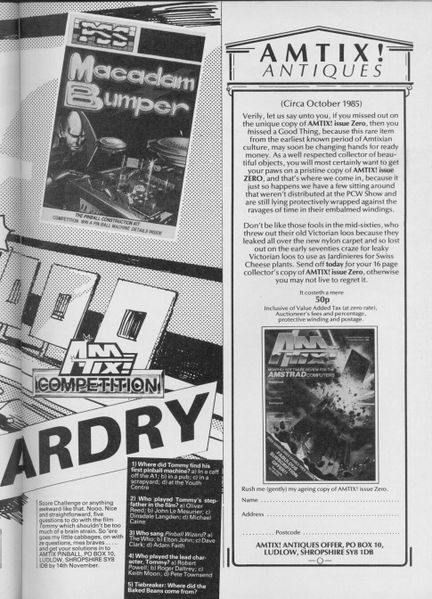 PSS
Macadam
Bumper
THE PINBALL CONSTRUCTION KIT
COMPETITION: WIN A PINBALL MACHINE DETAILS INSIDE
AMTIX!
COMPETITION
ARDRY
Score Challenge or anything
awkward like that. Nooo. Nice
and straightforward, five
questions to do with the film
Tommy which shouldn't be too
much of a brain strain. So 'ere
goes my little cabbages, on with
ze questions, mes braves . . .
and get your solutions in to
AMTIX PINBALL, PO BOX 10,
LUDLOW, SHROPSHIRE SY8
1DB by 14th November.
1) Where did Tommy find his
first pinball machine? a) In a caff
off the A1; b) in a pub; c) in a
scrapyard; d) at the Youth
Centre
2) Who played Tommy's step-
father in the film? a) Oliver
Reed; b) John Le Mesurier; c)
Dinsdale Langden; d) Michael
Caine
3) Who sang Pinball Wizard? a)
The Who; b) Elton John; c) Dave
Clark; d) Adam Faith
4) Who played the lead char-
acter, Tommy? a) Robert
Powell; b) Roger Daltrey; c)
Keith Moon; d) Pete Townsend
5) Tiebreaker: Where did the
Baked Beans come from?
AMTIX!
ANTIQUES
(Circa October 1985)
Verily, let us say unto you, if you missed out on
the unique copy of AMTIX! issue Zero, then you
missed a Good Thing, because this rare item
from the earliest known period of Amtixian
culture, may soon be changing hands for ready
money. As a well respected collector of beau-
tiful objects, you will most certainly want to get
your paws on a pristine copy of AMTIX! issue
ZERO, and that's where we come in, because it
just so happens we have a few sitting around
that weren't distributed at the PCW Show and
are still lying protectively wrapped against the
ravages of time in their embalmed windings.
Don't be like those fools in the mid-sixties, who
threw out their old Victorian loos because they
leaked all over the new nylon carpet and so lost
out on the early seventies craze for leaky
Victorian loos to use as Jardinieres for Swiss
Cheese plants. Send off today for your 16 page
collector's copy of AMTIX! issue Zero, otherwise
you may not live to regret it.
It costeth a mere
50p
Inclusive of Value Added Tax (at zero rate),
Auctioneer's fees and percentage,
protective winding and postage.
AMTIX!
MONTHLY SOFTWARE REVIEW FOR THE
AMSTRAD COMPUTERS
Rush me (gently) my ageing copy of AMTIX! issue Zero.
Name
Address
Postcode
AMTIX! ANTIQUES OFFER, PO BOX 10,
LUDLOW, SHROPSHIRE SY8 1DB